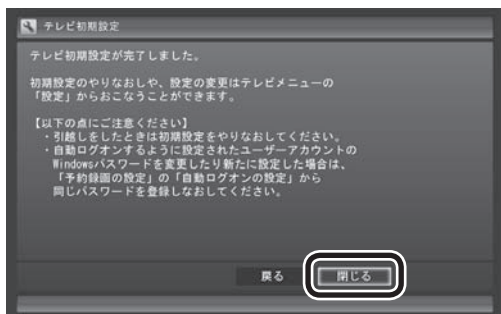 テレビ初期設定
テレビ初期設定が完了しました。
初期設定のやりなおしや、設定の変更はテレビメニューの
「設定」からおこなうことができます。
【以下の点にご注意ください】
・引越しをしたときは初期設定をやりなおしてください。
・自動ログオンするように設定されたユーザーアカウントの
Windowsパスワードを変更したり新たに設定した場合は、
「予約録画の設定」の「自動ログオンの設定」から
同じパスワードを登録しなおしてください。
戻る 閉じる